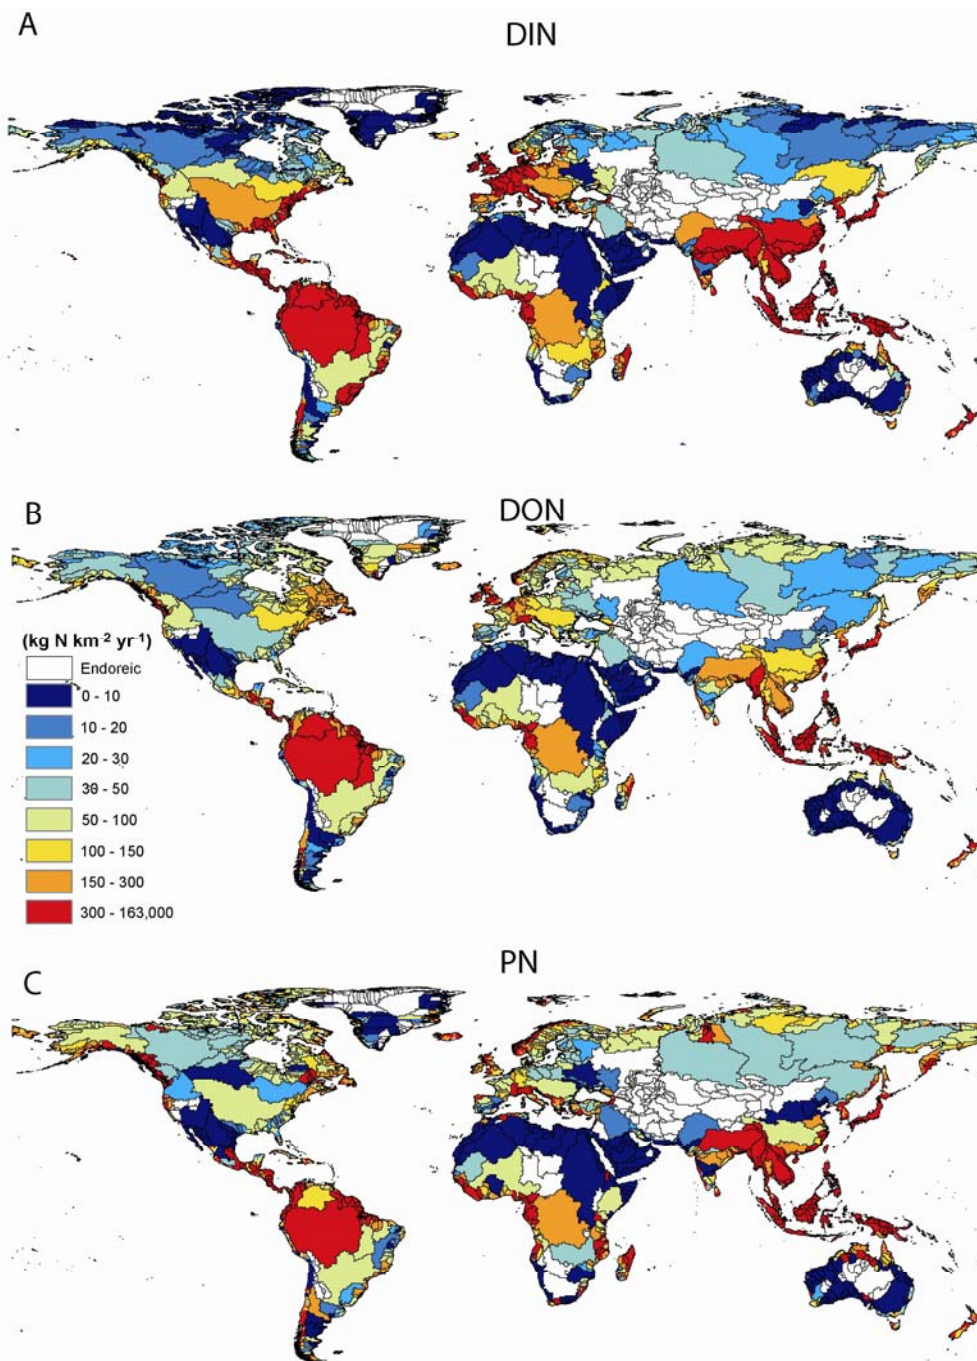 A
DIN
B
DON
(kg N km⁻² yr⁻¹)
Endoreic
0 - 10
10 - 20
20 - 30
30 - 50
50 - 100
100 - 150
150 - 300
300 - 163,000
C
PN